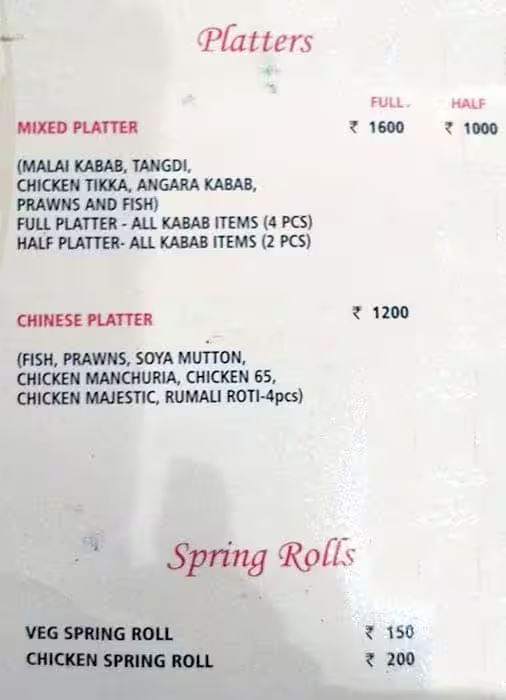 Platters
FULL. HALF
MIXED PLATTER ₹ 1600 ₹ 1000
(MALAI KABAB, TANGDI,
CHICKEN TIKKA, ANGARA KABAB,
PRAWNS AND FISH)
FULL PLATTER - ALL KABAB ITEMS (4 PCS)
HALF PLATTER- ALL KABAB ITEMS (2 PCS)
CHINESE PLATTER ₹ 1200
(FISH, PRAWNS, SOYA MUTTON,
CHICKEN MANCHURIA, CHICKEN 65,
CHICKEN MAJESTIC, RUMALI ROTI-4pcs)
Spring Rolls
VEG SPRING ROLL ₹ 150
CHICKEN SPRING ROLL ₹ 200